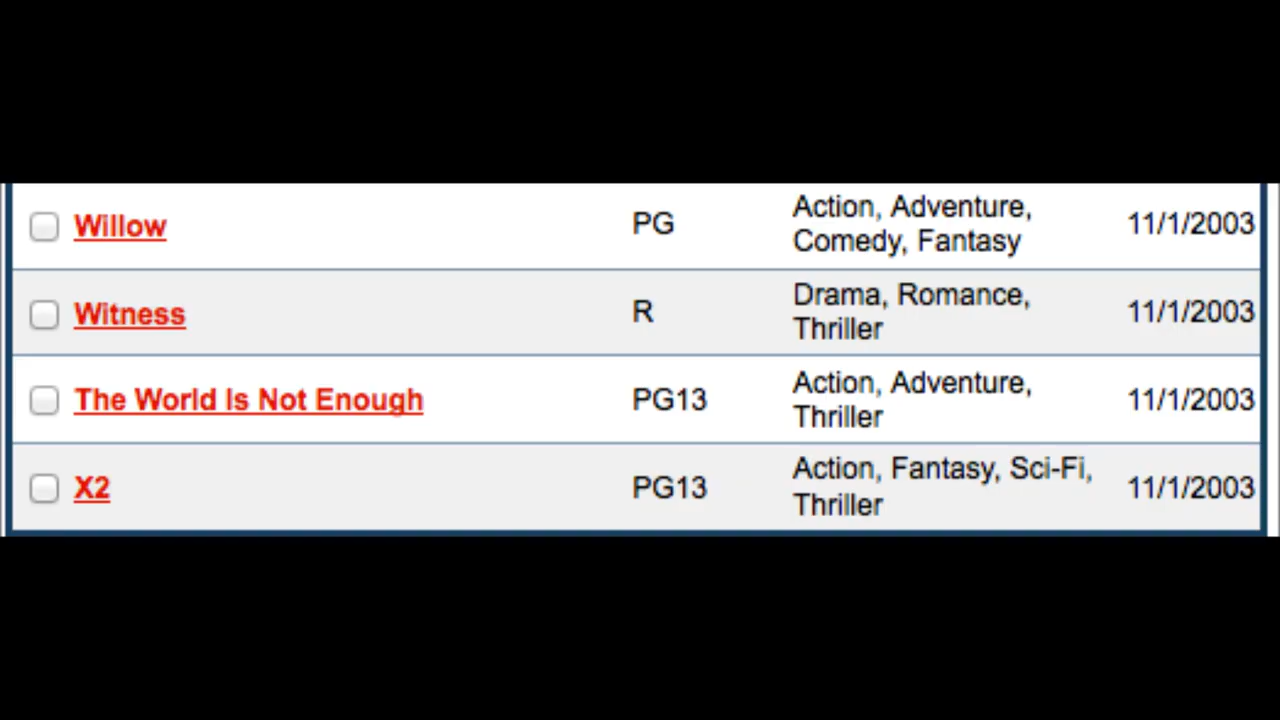 Willow PG Action, Adventure, 11/1/2003
Comedy, Fantasy
Witness R Drama, Romance, 11/1/2003
Thriller
The World Is Not Enough PG13 Action, Adventure, 11/1/2003
Thriller
X2 PG13 Action, Fantasy, Sci-Fi, 11/1/2003
Thriller